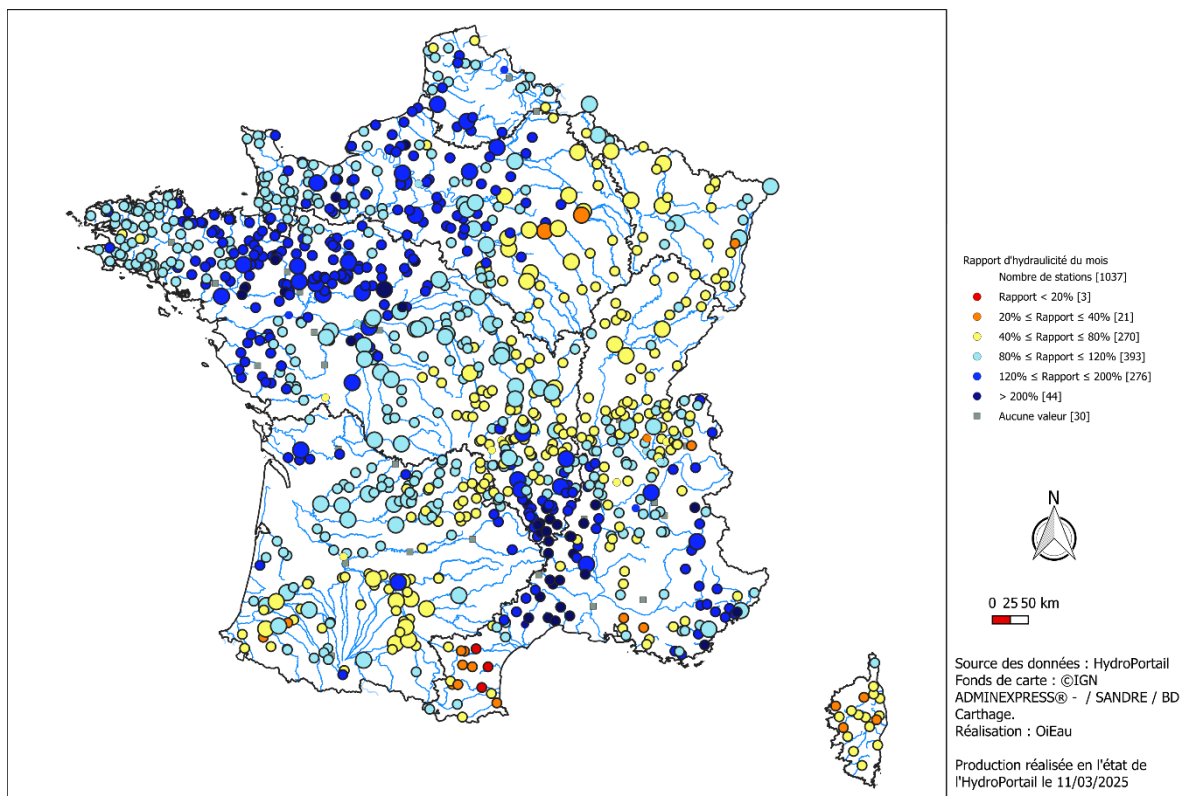 Rapport d'hydraulicité du mois
Nombre de stations [1037]
Rapport < 20% [3]
20% ≤ Rapport ≤ 40% [21]
40% ≤ Rapport ≤ 80% [270]
80% ≤ Rapport ≤ 120% [393]
120% ≤ Rapport ≤ 200% [276]
> 200% [44]
Aucune valeur [30]
N
0 25 50 km
Source des données : HydroPortail
Fonds de carte : ©IGN
ADMINEXPRESS® - / SANDRE / BD
Carthage.
Réalisation : OiEau
Production réalisée en l'état de
l'HydroPortail le 11/03/2025